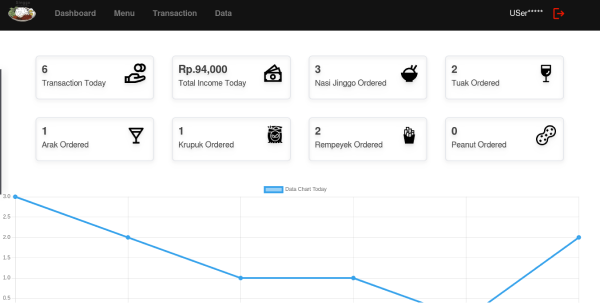 Dashboard Menu Transaction Data USer*****
6 Rp.94,000 3 2
Transaction Today Total Income Today Nasi Jinggo Ordered Tuak Ordered
1 1 2 0
Arak Ordered Krupuk Ordered Rempeyek Ordered Peanut Ordered
Data Chart Today
3.0
2.5
2.0
1.5
1.0
0.5